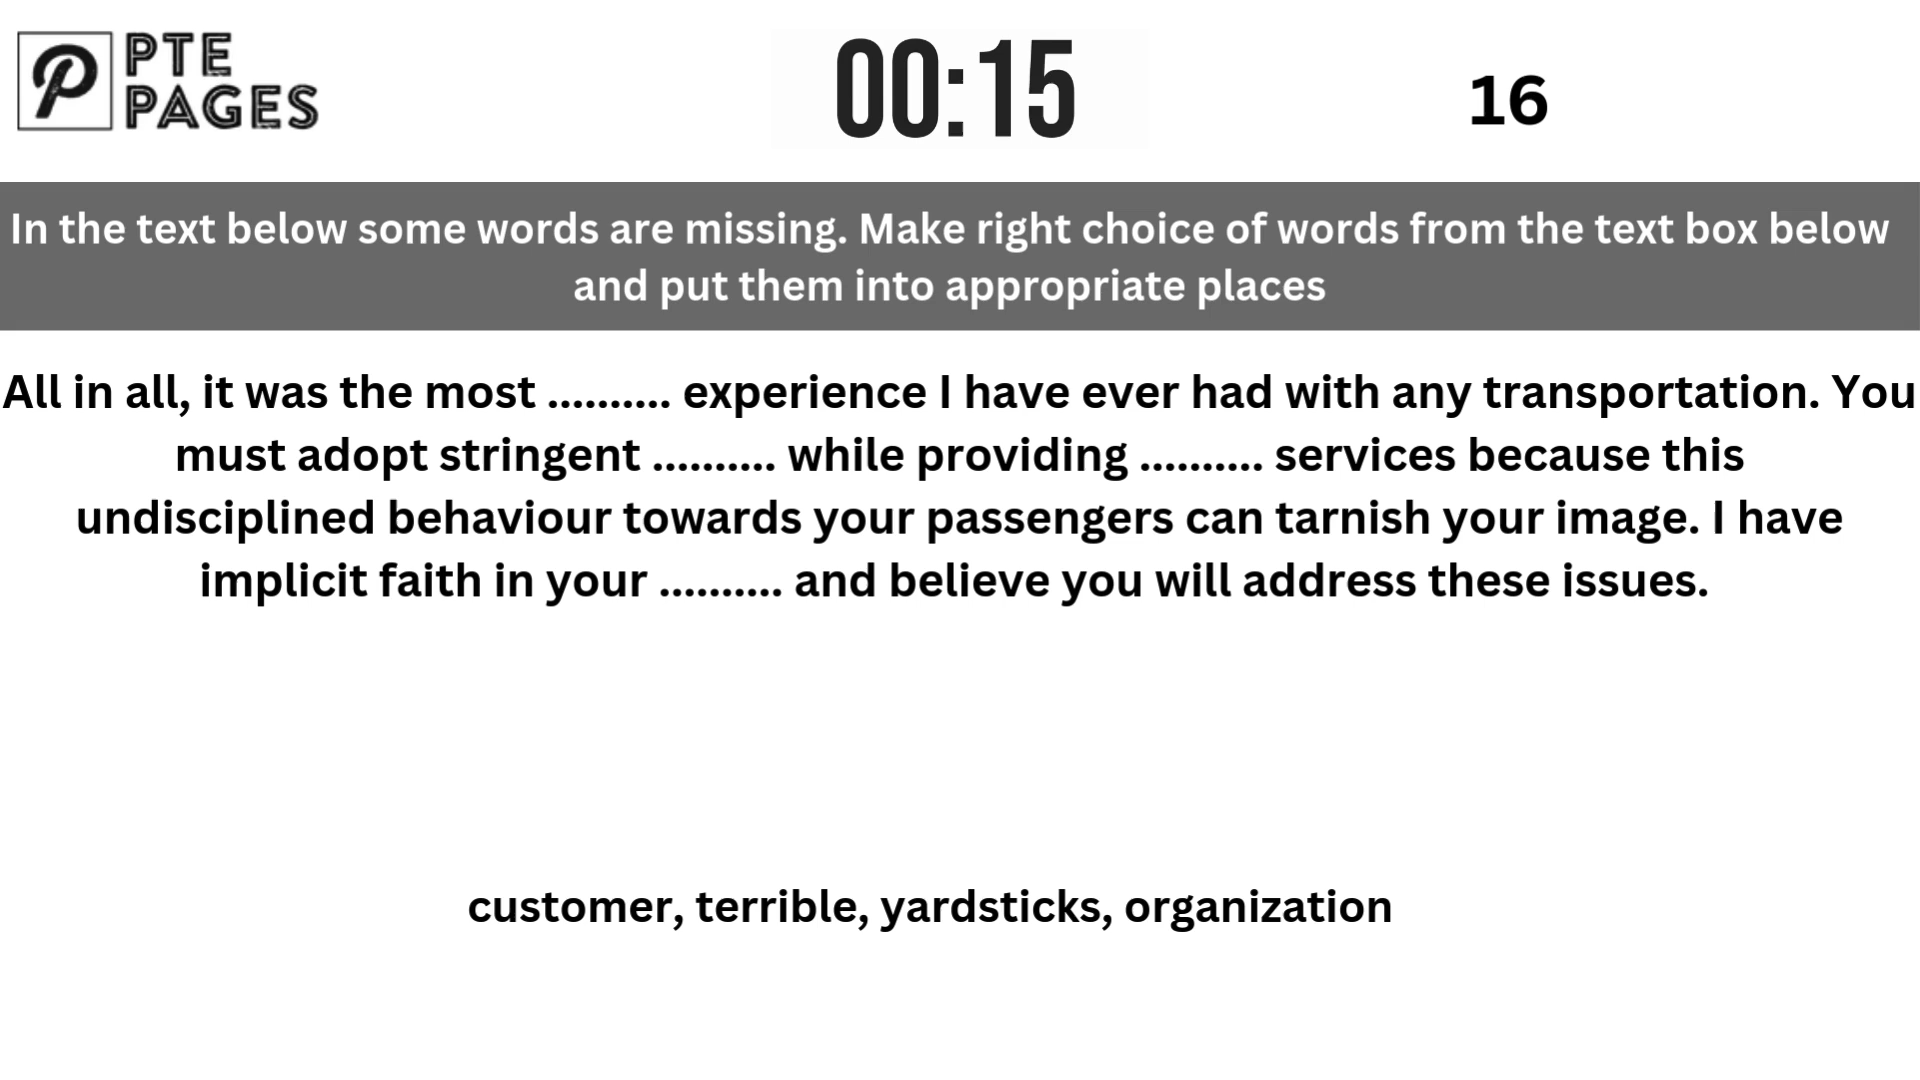 PTE
PAGES
00:15
16
In the text below some words are missing. Make right choice of words from the text box below
and put them into appropriate places
All in all, it was the most .......... experience I have ever had with any transportation. You
must adopt stringent .......... while providing .......... services because this
undisciplined behaviour towards your passengers can tarnish your image. I have
implicit faith in your .......... and believe you will address these issues.
customer, terrible, yardsticks, organization